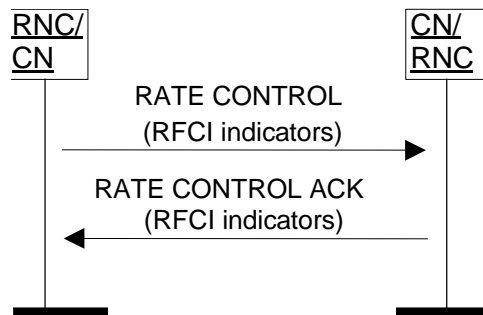 RNC/
CN
CN/
RNC
RATE CONTROL
(RFCI indicators)
RATE CONTROL ACK
(RFCI indicators)